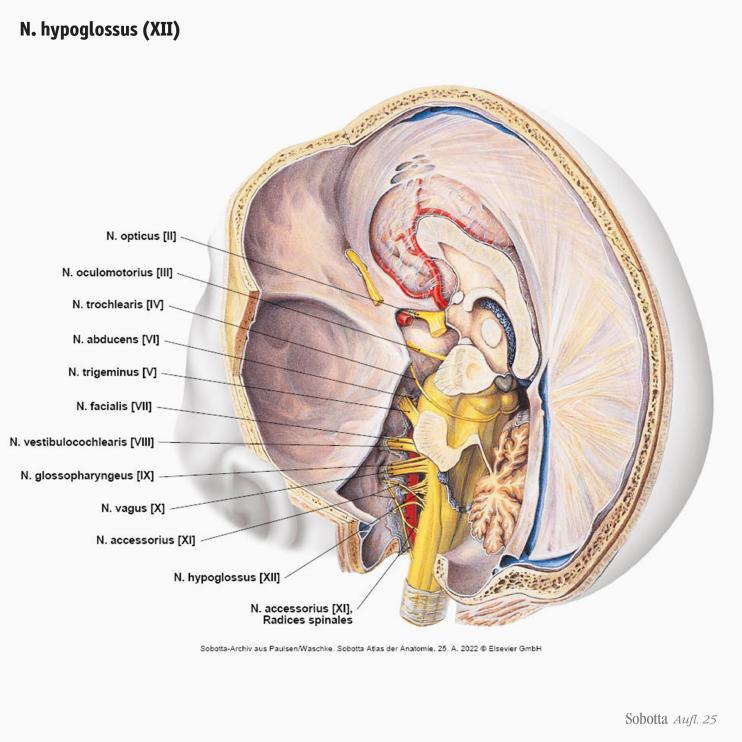 N. hypoglossus (XII)
N. opticus [II]
N. oculomotorius [III]
N. trochlearis [IV]
N. abducens [VI]
N. trigeminus [V]
N. facialis [VII]
N. vestibulocochlearis [VIII]
N. glossopharyngeus [IX]
N. vagus [X]
N. accessorius [XI]
N. hypoglossus [XII]
N. accessorius [XI],
Radices spinales
Sobotta-Archiv aus Paulsen/Waschke. Sobotta Atlas der Anatomie. 25. A. 2022 © Elsevier GmbH
Sobotta Aufl. 25